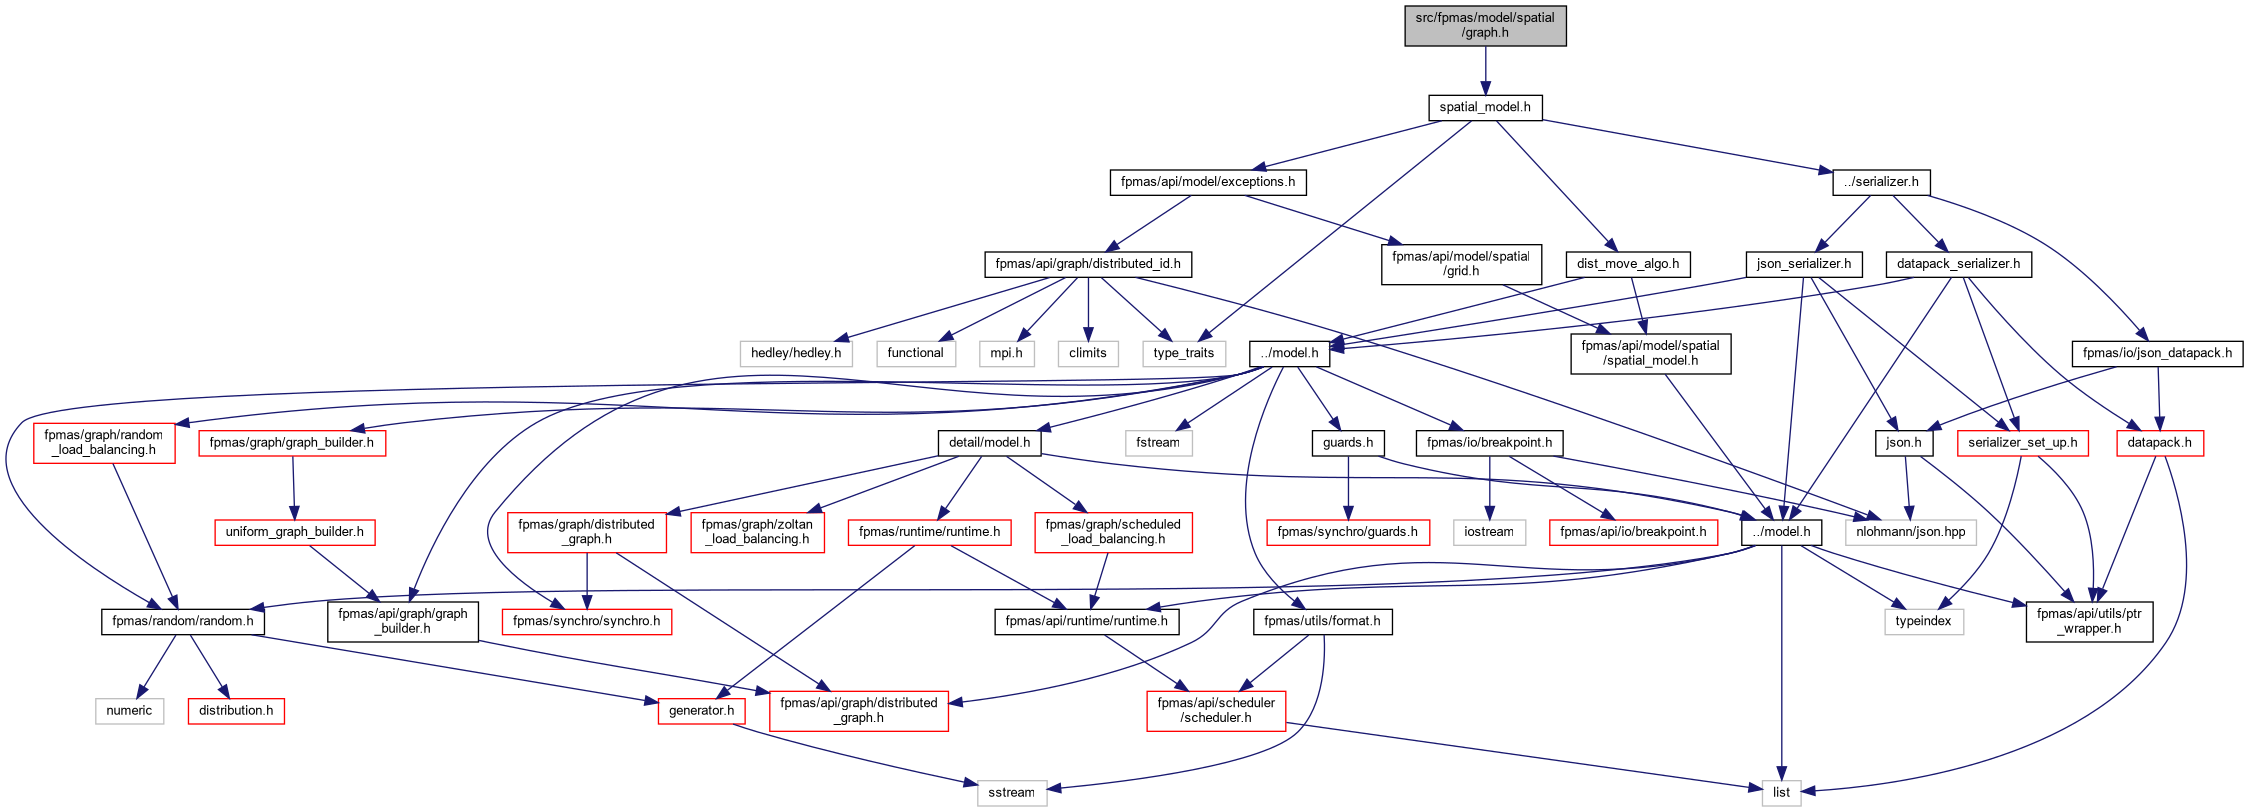 src/fpmas/model/spatial
/graph.h
spatial_model.h
fpmas/api/model/exceptions.h
../serializer.h
fpmas/api/graph/distributed_id.h
fpmas/api/model/spatial
/grid.h
dist_move_algo.h
json_serializer.h
datapack_serializer.h
hedley/hedley.h
functional
mpi.h
climits
type_traits
../model.h
fpmas/api/model/spatial
/spatial_model.h
fpmas/io/json_datapack.h
fpmas/graph/random
_load_balancing.h
fpmas/graph/graph_builder.h
detail/model.h
fstream
guards.h
fpmas/io/breakpoint.h
json.h
serializer_set_up.h
datapack.h
uniform_graph_builder.h
fpmas/graph/distributed
_graph.h
fpmas/graph/zoltan
_load_balancing.h
fpmas/runtime/runtime.h
fpmas/graph/scheduled
_load_balancing.h
fpmas/synchro/guards.h
iostream
fpmas/api/io/breakpoint.h
../model.h
nlohmann/json.hpp
fpmas/random/random.h
fpmas/api/graph/graph
_builder.h
fpmas/synchro/synchro.h
fpmas/api/runtime/runtime.h
fpmas/utils/format.h
typeindex
fpmas/api/utils/ptr
_wrapper.h
numeric
distribution.h
generator.h
fpmas/api/graph/distributed
_graph.h
fpmas/api/scheduler
/scheduler.h
sstream
list